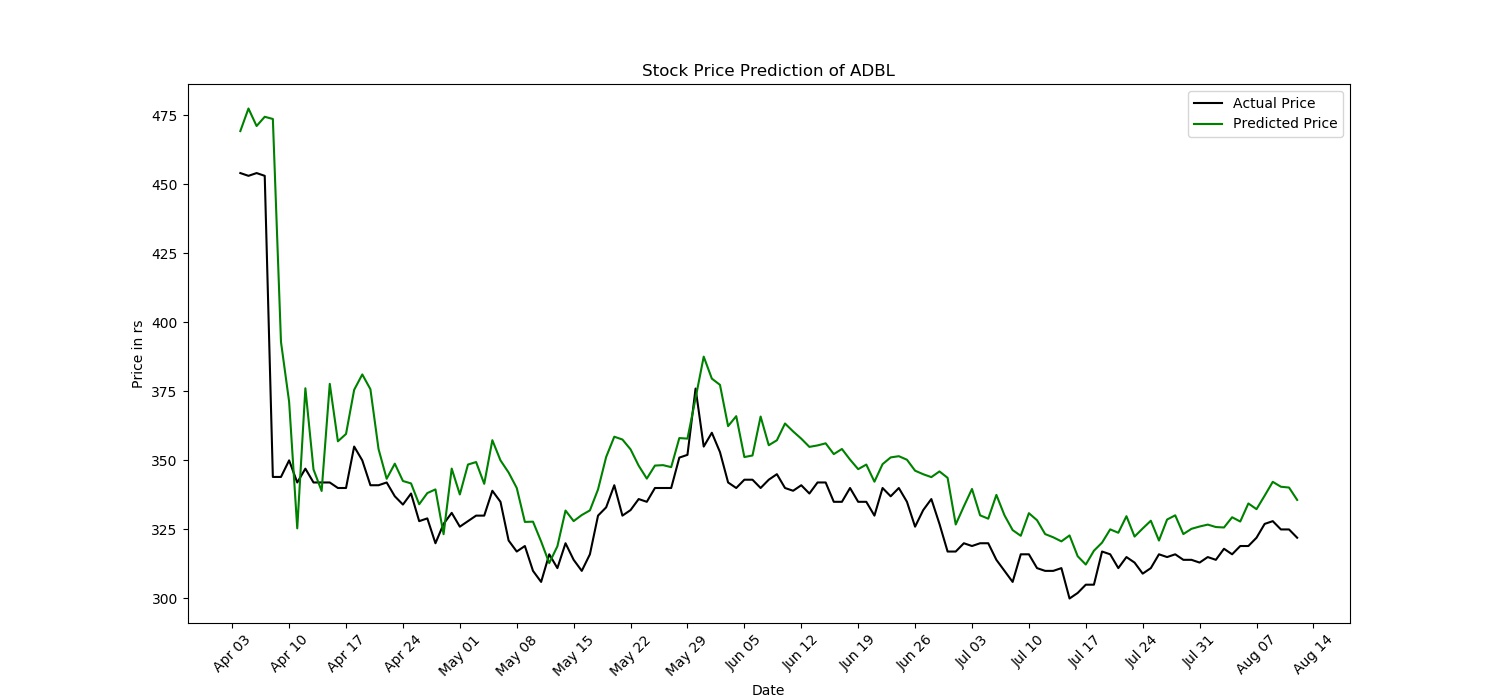 Stock Price Prediction of ADBL
Actual Price
Predicted Price
Price in rs
475
450
425
400
375
350
325
300
Apr 03
Apr 10
Apr 17
Apr 24
May 01
May 08
May 15
May 22
May 29
Jun 05
Jun 12
Jun 19
Jun 26
Jul 03
Jul 10
Jul 17
Jul 24
Jul 31
Aug 07
Aug 14
Date